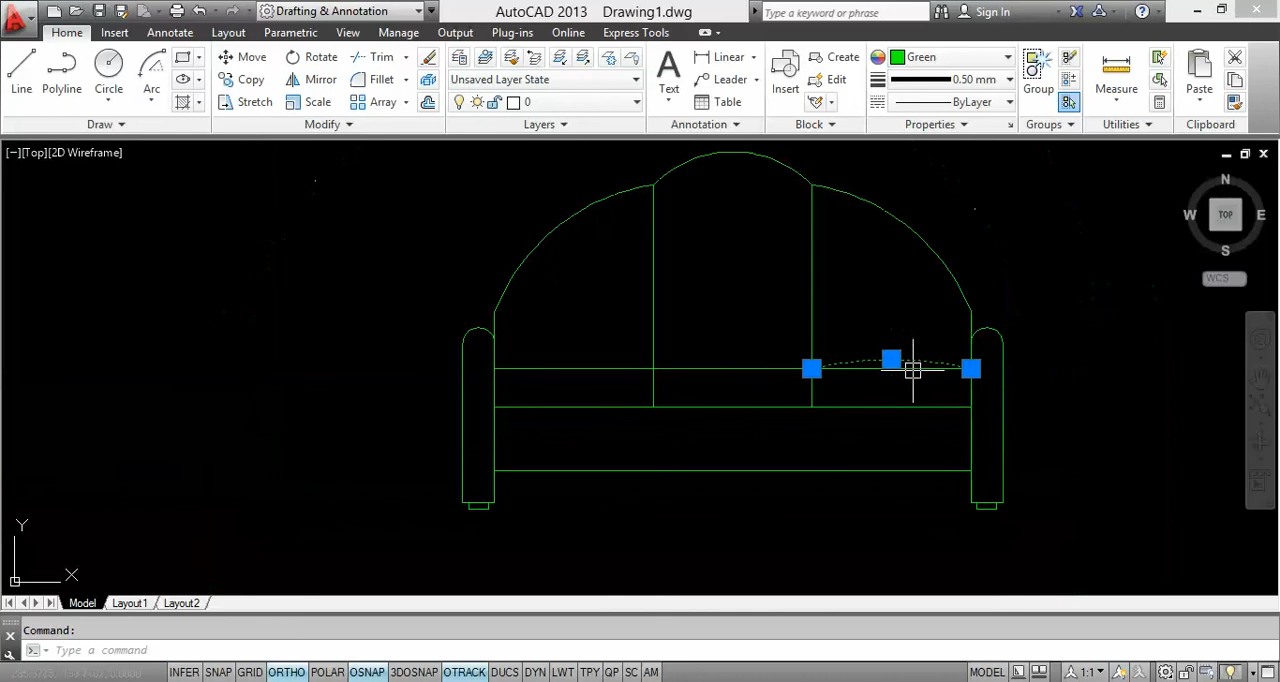 AutoCAD 2013 Drawing1.dwg
Drafting & Annotation
Type a keyword or phrase
Sign In
Home Insert Annotate Layout Parametric View Manage Output Plug-ins Online Express Tools
Line Polyline Circle Arc
Move Rotate Trim
Copy Mirror Fillet
Stretch Scale Array
Unsaved Layer State
0
Text
Linear
Leader
Table
Insert
Create
Edit
Green
0.50 mm
ByLayer
Group
Measure
Paste
Draw Modify Layers Annotation Block Properties Groups Utilities Clipboard
[−][Top][2D Wireframe]
N
W TOP E
S
WCS
Y
X
Model Layout1 Layout2
Command:
Type a command
INFER SNAP GRID ORTHO POLAR OSNAP 3DOSNAP OTRACK DUCS DYN LWT TPY QP SC AM
MODEL 1:1